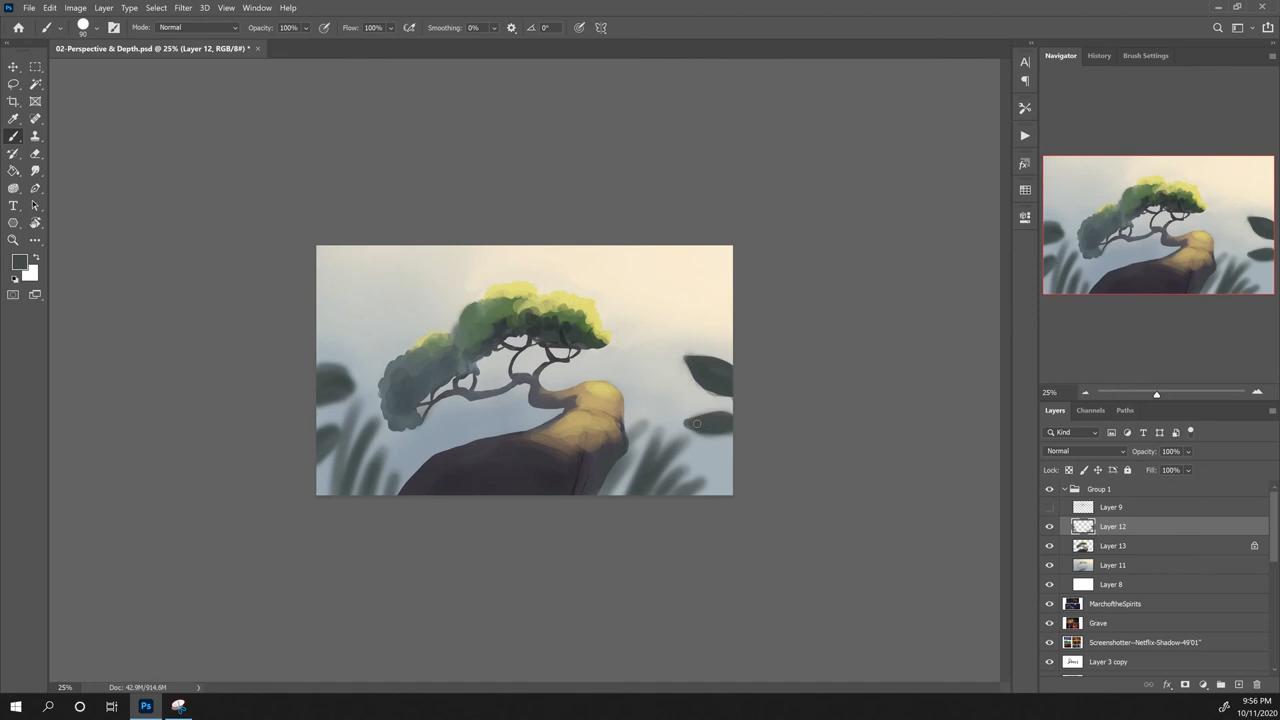 Ps File Edit Image Layer Type Select Filter 3D View Window Help
90 Mode: Normal Opacity: 100% Flow: 100% Smoothing: 0% 0°
02-Perspective & Depth.psd @ 25% (Layer 12, RGB/8#) * ×
Navigator History Brush Settings
25%
Layers Channels Paths
Kind
Normal Opacity: 100%
Lock: Fill: 100%
Group 1
Layer 9
Layer 12
Layer 13
Layer 11
Layer 8
MarchoftheSpirits
Grave
Screenshotter--Netflix-Shadow-49'01"
Layer 3 copy
25% Doc: 42.9M/914.6M
Ps
9:56 PM
10/11/2020